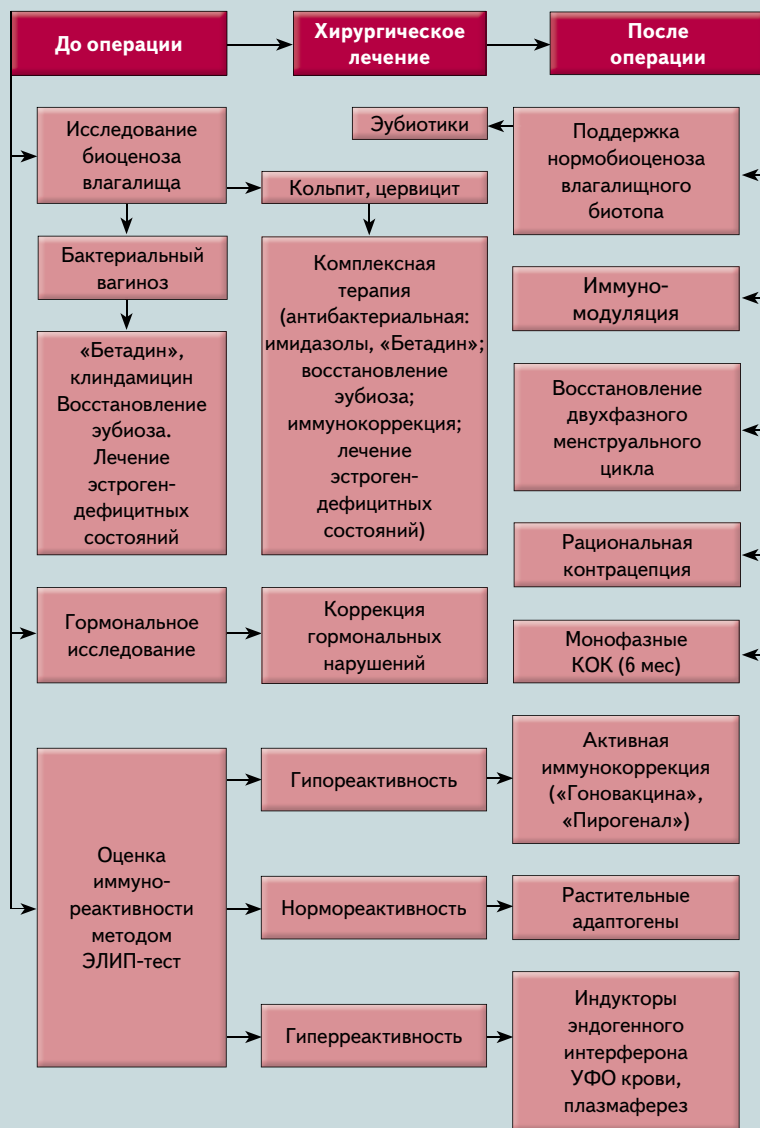 До операции
Хирургическое
лечение
После
операции
Исследование
биоценоза
влагалища
Эубиотики
Поддержка
нормобиоценоза
влагалищного
биотопа
Кольпит, цервицит
Бактериальный
вагиноз
Комплексная
терапия
(антибактериальная:
имидазолы, «Бетадин»;
восстановление
эубиоза;
иммунокоррекция;
лечение
эстроген-
дефицитных
состояний)
Иммуно-
модуляция
«Бетадин»,
клиндамицин
Восстановление
эубиоза.
Лечение
эстроген-
дефицитных
состояний
Восстановление
двухфазного
менструального
цикла
Рациональная
контрацепция
Гормональное
исследование
Коррекция
гормональных
нарушений
Монофазные
КОК (6 мес)
Оценка
иммуно-
реактивности
методом
ЭЛИП-тест
Гипореактивность
Активная
иммунокоррекция
(«Гоновакцина»,
«Пирогенал»)
Нормореактивность
Растительные
адаптогены
Гиперреактивность
Индукторы
эндогенного
интерферона
УФО крови,
плазмаферез